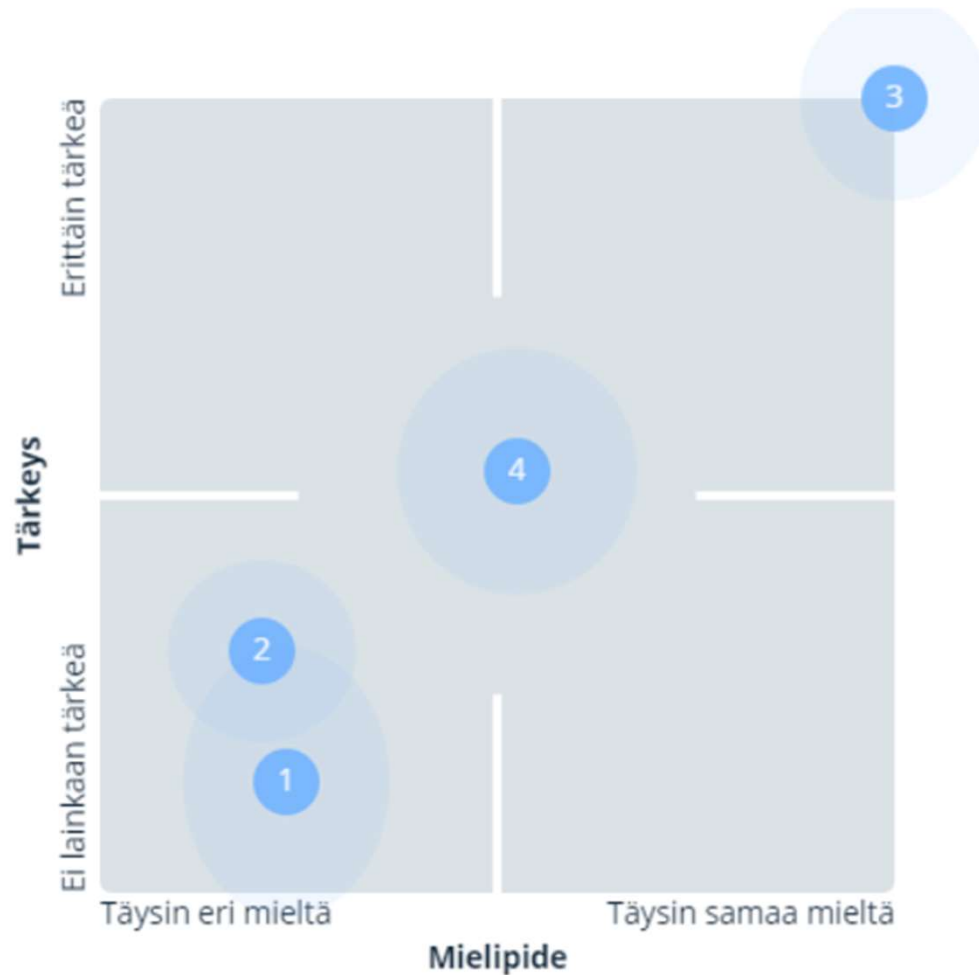 3
Erittäin tärkeä
4
Tärkeys
2
1
Ei lainkaan tärkeä
Täysin eri mieltä
Täysin samaa mieltä
Mielipide